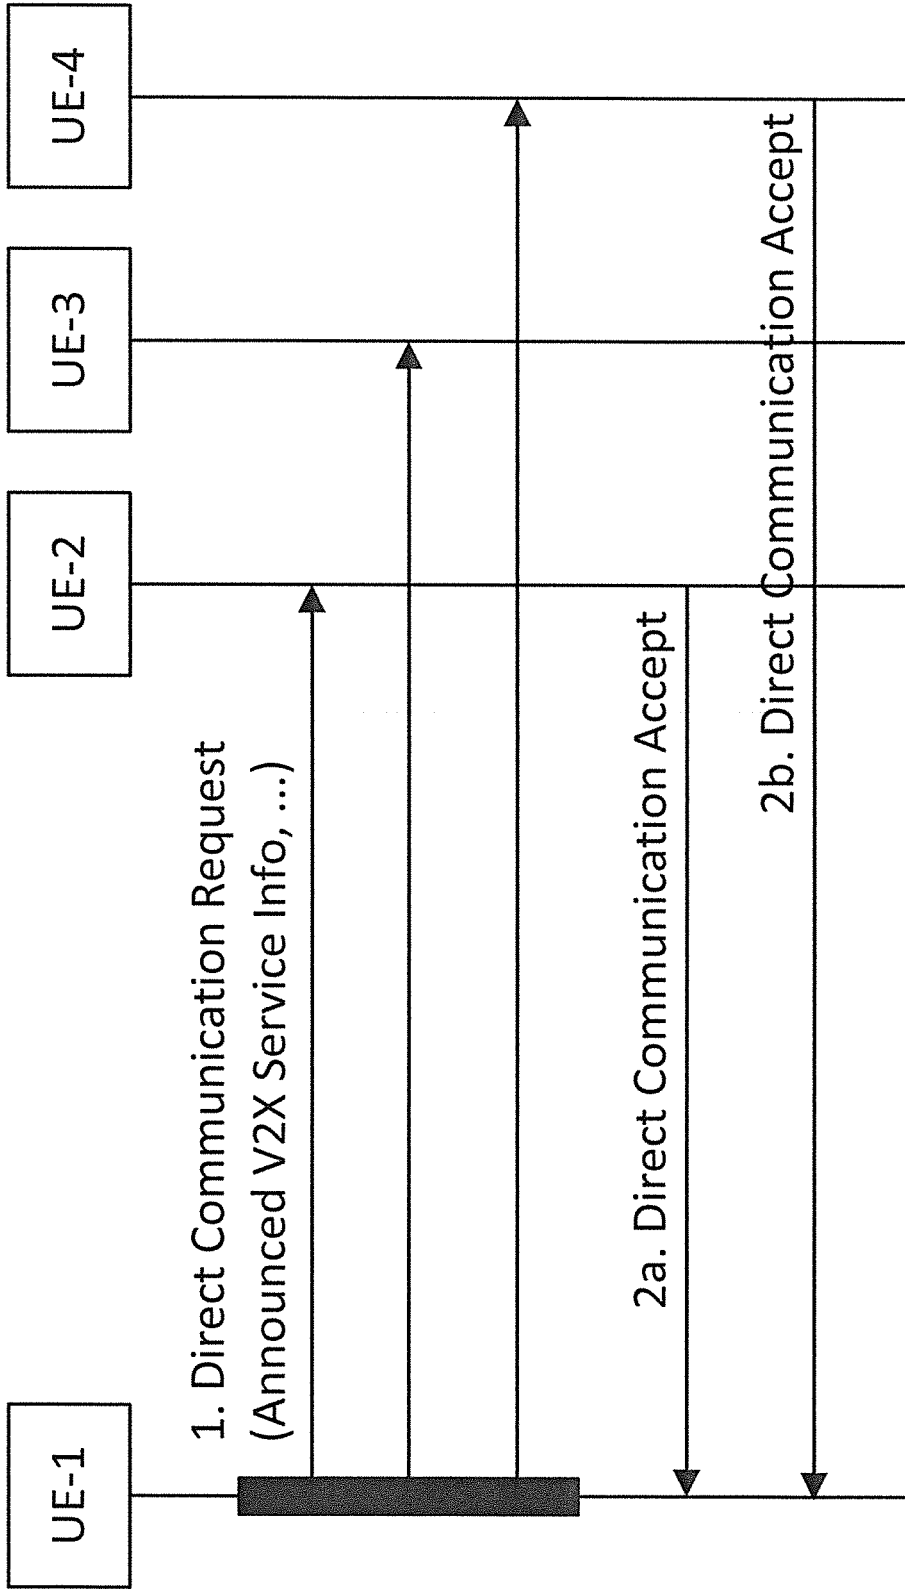 UE-1
UE-2
UE-3
UE-4
1. Direct Communication Request
(Announced V2X Service Info, ...)
2a. Direct Communication Accept
2b. Direct Communication Accept